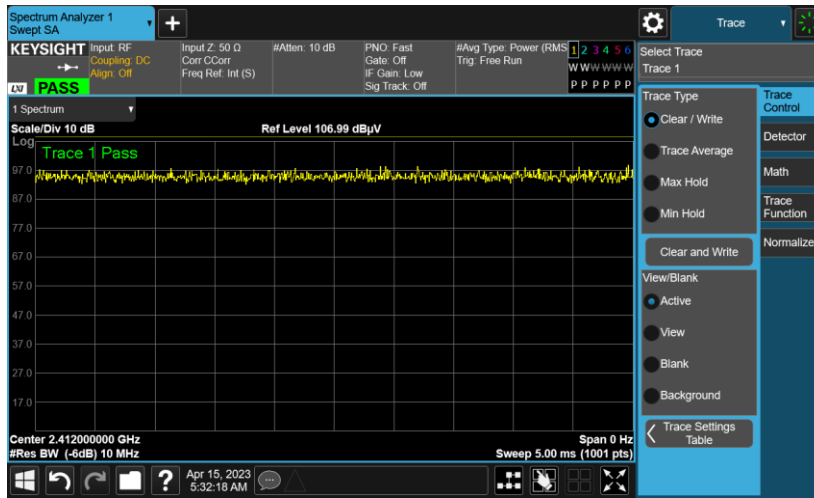 Spectrum Analyzer 1
Swept SA
Trace
KEYSIGHT
Input: RF
Coupling: DC
Align: Off
Input Z: 50 Ω
Corr CCorr
Freq Ref: Int (S)
#Atten: 10 dB
PNO: Fast
Gate: Off
IF Gain: Low
Sig Track: Off
#Avg Type: Power (RMS
Trig: Free Run
1 2 3 4 5 6
W W W W W W
P P P P P P
LXI PASS
Select Trace
Trace 1
1 Spectrum
Scale/Div 10 dB
Ref Level 106.99 dBµV
Log
Trace 1 Pass
97.0
87.0
77.0
67.0
57.0
47.0
37.0
27.0
17.0
Center 2.412000000 GHz
#Res BW (-6dB) 10 MHz
Span 0 Hz
Sweep 5.00 ms (1001 pts)
Trace Type
Clear / Write
Trace Average
Max Hold
Min Hold
Clear and Write
View/Blank
Active
View
Blank
Background
Trace Settings
Table
Trace
Control
Detector
Math
Trace
Function
Normalize
?
Apr 15, 2023
5:32:18 AM